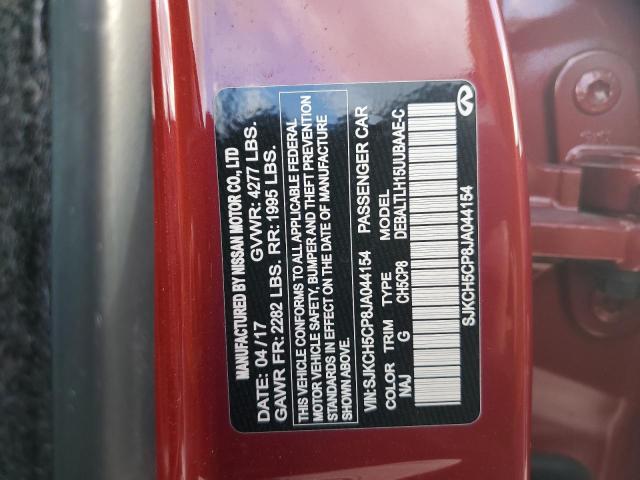 MANUFACTURED BY NISSAN MOTOR CO., LTD
DATE: 04/17 GVWR: 4277 LBS.
GAWR FR: 2282 LBS. RR: 1995 LBS.
THIS VEHICLE CONFORMS TO ALL APPLICABLE FEDERAL
MOTOR VEHICLE SAFETY, BUMPER AND THEFT PREVENTION
STANDARDS IN EFFECT ON THE DATE OF MANUFACTURE
SHOWN ABOVE.
VIN:SJKCH5CP8JA044154 PASSENGER CAR
COLOR TRIM TYPE MODEL
NAJ G CH5CP8 DEBALTLH15UUBAAE-C
SJKCH5CP8JA044154